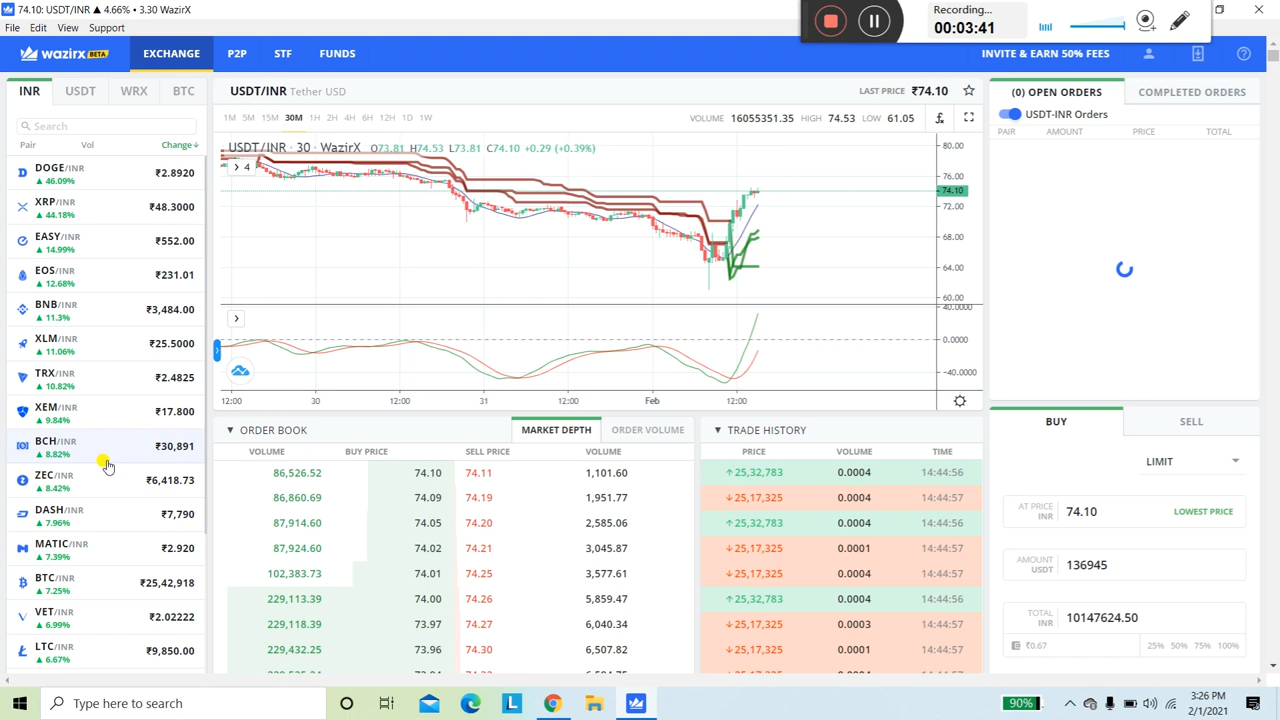 74.10: USDT/INR ▲ 4.66% • 3.30 WazirX
File Edit View Support
Recording...
00:03:41
wazirx BETA
EXCHANGE P2P STF FUNDS
INVITE & EARN 50% FEES
INR USDT WRX BTC
Search
Pair Vol Change↓
DOGE/INR ₹2.8920
▲ 46.09%
XRP/INR ₹48.3000
▲ 44.18%
EASY/INR ₹552.00
▲ 14.99%
EOS/INR ₹231.01
▲ 12.68%
BNB/INR ₹3,484.00
▲ 11.3%
XLM/INR ₹25.5000
▲ 11.06%
TRX/INR ₹2.4825
▲ 10.82%
XEM/INR ₹17.800
▲ 9.84%
BCH/INR ₹30,891
▲ 8.82%
ZEC/INR ₹6,418.73
▲ 8.42%
DASH/INR ₹7,790
▲ 7.96%
MATIC/INR ₹2.920
▲ 7.39%
BTC/INR ₹25,42,918
▲ 7.25%
VET/INR ₹2.02222
▲ 6.99%
LTC/INR ₹9,850.00
▲ 6.67%
USDT/INR Tether USD LAST PRICE ₹74.10
1M 5M 15M 30M 1H 2H 4H 6H 12H 1D 1W VOLUME 16055351.35 HIGH 74.53 LOW 61.05
USDT/INR · 30 · WazirX O73.81 H74.53 L73.81 C74.10 +0.29 (+0.39%)
4
80.00
76.00
74.10
72.00
68.00
64.00
60.00
40.0000
0.0000
-40.0000
12:00 30 12:00 31 12:00 Feb 12:00
▼ ORDER BOOK MARKET DEPTH ORDER VOLUME
VOLUME BUY PRICE SELL PRICE VOLUME
86,526.52 74.10 74.11 1,101.60
86,860.69 74.09 74.19 1,951.77
87,914.60 74.05 74.20 2,585.06
87,924.60 74.02 74.21 3,045.87
102,383.73 74.01 74.25 3,577.61
229,113.39 74.00 74.26 5,859.47
229,118.39 73.97 74.27 6,040.34
229,432.25 73.96 74.30 6,507.82
▼ TRADE HISTORY
PRICE VOLUME TIME
↑25,32,783 0.0004 14:44:56
↓25,17,325 0.0004 14:44:57
↑25,32,783 0.0004 14:44:56
↓25,17,325 0.0001 14:44:57
↓25,17,325 0.0004 14:44:57
↑25,32,783 0.0004 14:44:56
↓25,17,325 0.0003 14:44:57
↓25,17,325 0.0001 14:44:57
(0) OPEN ORDERS COMPLETED ORDERS
USDT-INR Orders
PAIR AMOUNT PRICE TOTAL
BUY SELL
LIMIT
AT PRICE INR 74.10 LOWEST PRICE
AMOUNT USDT 136945
TOTAL INR 10147624.50
₹0.67 25% 50% 75% 100%
Type here to search
90%
3:26 PM
2/1/2021